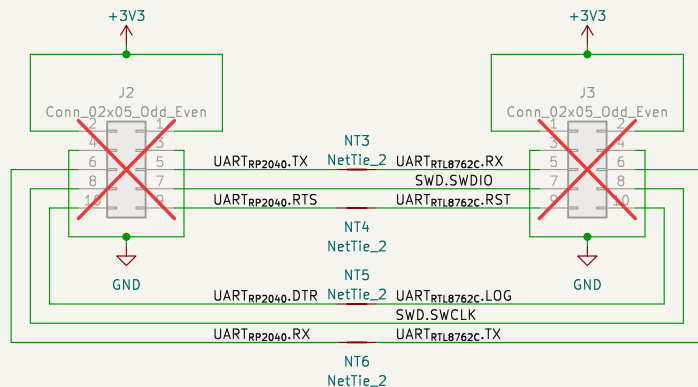 +3V3 +3V3
J2 J3
Conn_02x05_Odd_Even Conn_02x05_Odd_Even
2 1 1 2
4 3 NT3 3 4
NetTie_2
6 UARTRP2040.TX UARTRTL8762C.RX 5 5 6
8 7 SWD.SWDIO 7 8
10 9 UARTRP2040.RTS UARTRTL8762C.RST 9 10
NT4
NetTie_2
GND NT5 GND
NetTie_2
UARTRP2040.DTR UARTRTL8762C.LOG
SWD.SWCLK
UARTRP2040.RX UARTRTL8762C.TX
NT6
NetTie_2